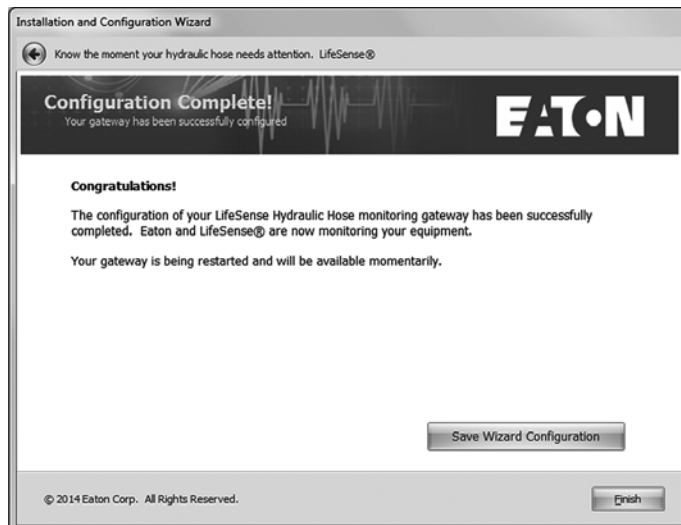 Installation and Configuration Wizard
Know the moment your hydraulic hose needs attention. LifeSense®
Configuration Complete!
Your gateway has been successfully configured
EATON
Congratulations!
The configuration of your LifeSense Hydraulic Hose monitoring gateway has been successfully
completed. Eaton and LifeSense® are now monitoring your equipment.
Your gateway is being restarted and will be available momentarily.
Save Wizard Configuration
© 2014 Eaton Corp. All Rights Reserved.
Finish